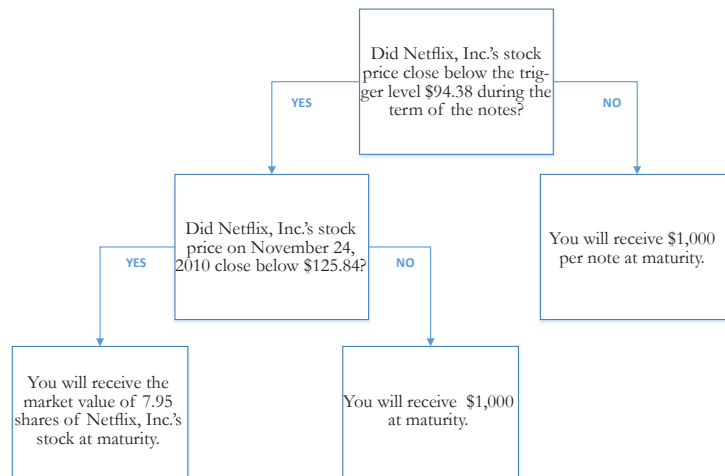 Did Netflix, Inc.'s stock
price close below the trig-
ger level $94.38 during the
term of the notes?
YES
NO
Did Netflix, Inc.'s stock
price on November 24,
2010 close below $125.84?
You will receive $1,000
per note at maturity.
YES
NO
You will receive the
market value of 7.95
shares of Netflix, Inc.'s
stock at maturity.
You will receive $1,000
at maturity.